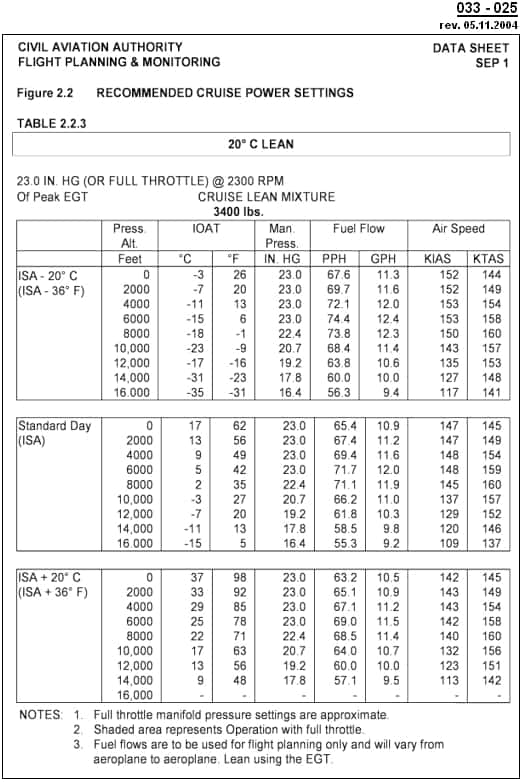 033 - 025
rev. 05.11.2004
CIVIL AVIATION AUTHORITY DATA SHEET
FLIGHT PLANNING & MONITORING SEP 1
Figure 2.2 RECOMMENDED CRUISE POWER SETTINGS
TABLE 2.2.3
20° C LEAN
23.0 IN. HG (OR FULL THROTTLE) @ 2300 RPM
Of Peak EGT CRUISE LEAN MIXTURE
3400 lbs.
Press. IOAT Man. Fuel Flow Air Speed
Alt. Press.
Feet °C °F IN. HG PPH GPH KIAS KTAS
ISA - 20° C 0 -3 26 23.0 67.6 11.3 152 144
(ISA - 36° F) 2000 -7 20 23.0 69.7 11.6 152 149
4000 -11 13 23.0 72.1 12.0 153 154
6000 -15 6 23.0 74.4 12.4 153 158
8000 -18 -1 22.4 73.8 12.3 150 160
10,000 -23 -9 20.7 68.4 11.4 143 157
12,000 -17 -16 19.2 63.8 10.6 135 153
14,000 -31 -23 17.8 60.0 10.0 127 148
16.000 -35 -31 16.4 56.3 9.4 117 141
Standard Day 0 17 62 23.0 65.4 10.9 147 145
(ISA) 2000 13 56 23.0 67.4 11.2 147 149
4000 9 49 23.0 69.4 11.6 148 154
6000 5 42 23.0 71.7 12.0 148 159
8000 2 35 22.4 71.1 11.9 145 160
10,000 -3 27 20.7 66.2 11.0 137 157
12,000 -7 20 19.2 61.8 10.3 129 152
14,000 -11 13 17.8 58.5 9.8 120 146
16.000 -15 5 16.4 55.3 9.2 109 137
ISA + 20° C 0 37 98 23.0 63.2 10.5 142 145
(ISA + 36° F) 2000 33 92 23.0 65.1 10.9 143 149
4000 29 85 23.0 67.1 11.2 143 154
6000 25 78 23.0 69.0 11.5 142 158
8000 22 71 22.4 68.5 11.4 140 160
10,000 17 63 20.7 64.0 10.7 132 156
12,000 13 56 19.2 60.0 10.0 123 151
14,000 9 48 17.8 57.1 9.5 113 142
16,000 - - - - - - -
NOTES: 1. Full throttle manifold pressure settings are approximate.
2. Shaded area represents Operation with full throttle.
3. Fuel flows are to be used for flight planning only and will vary from
aeroplane to aeroplane. Lean using the EGT.